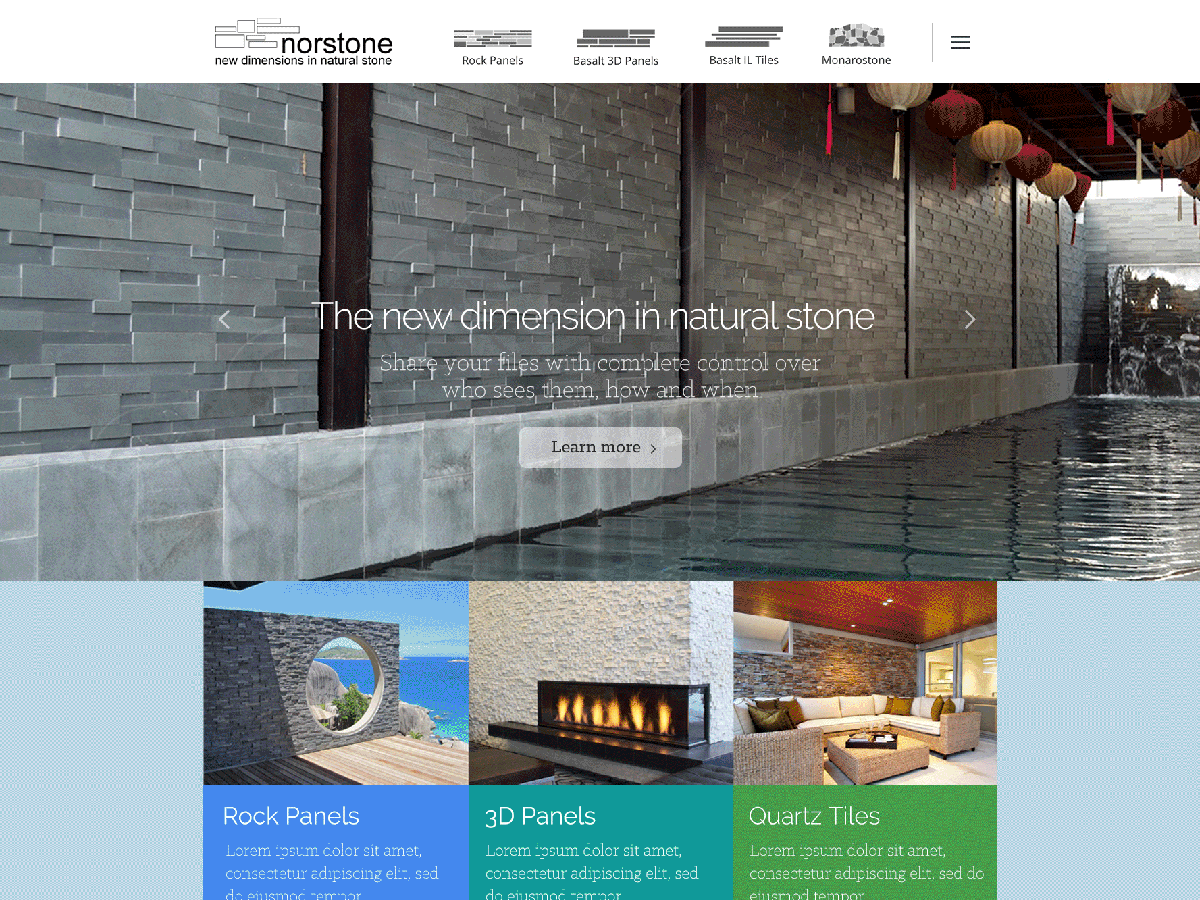 norstone
new dimensions in natural stone
Rock Panels
Basalt 3D Panels
Basalt IL Tiles
Monarostone
The new dimension in natural stone
Share your files with complete control over
who sees them, how and when
Learn more
Rock Panels
Lorem ipsum dolor sit amet,
consectetur adipiscing elit, sed
do eiusmod tempor
3D Panels
Lorem ipsum dolor sit amet,
consectetur adipiscing elit, sed
do eiusmod tempor
Quartz Tiles
Lorem ipsum dolor sit amet,
consectetur adipiscing elit, sed do
eiusmod tempor